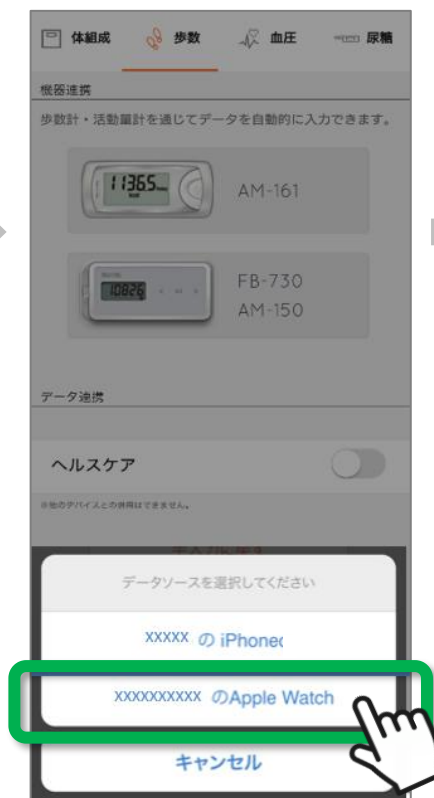 体組成 歩数 血圧 尿糖
機器連携
歩数計・活動量計を通じてデータを自動的に入力できます。
1136.5
AM-161
10826
FB-730
AM-150
データ連携
ヘルスケア
※他のデバイスとの併用はできません。
データソースを選択してください
xxxxx の iPhone
xxxxxxxxxx のApple Watch
キャンセル